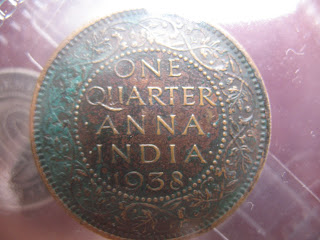 ONE
QUARTER
ANNA
INDIA
1938